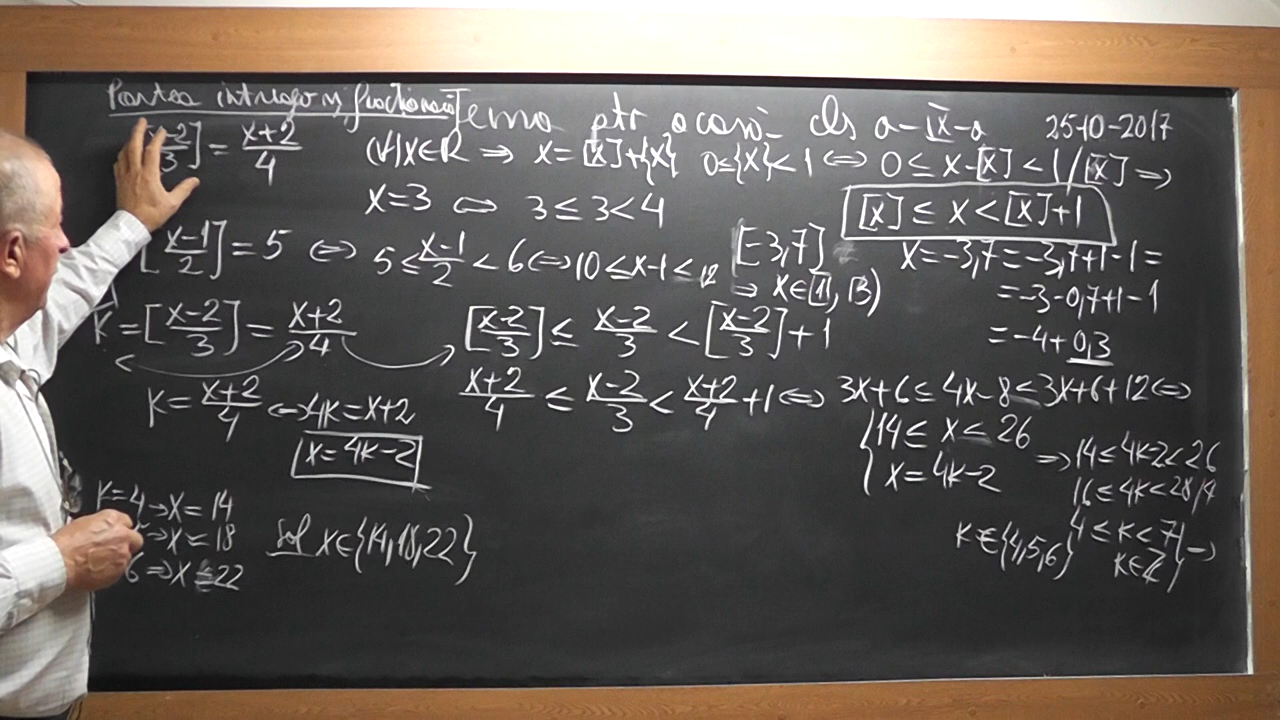 Partea intreagă și fracționară Temă ptr acasă cls a-IX-a 25-10-2017
[x-2/3] = x+2/4
(∀)x∈R ⇒ x=[x]+{x} 0≤{x}<1 ⇔ 0≤x-[x]<1 /[x] ⇒
x=3 ⇔ 3≤3<4
[x]≤x<[x]+1
[x-1/2]=5 ⇔ 5≤x-1/2<6 ⇔ 10≤x-1<12
⇒ x∈[11,13)
[-3,7]
x=-3,7=-3,7+1-1=
=-3-0,7+1-1
=-4+0,3
K=[x-2/3]=x+2/4
[x-2/3]≤x-2/3<[x-2/3]+1
K=x+2/4 ⇔ 4K=x+2
x=4K-2
x+2/4≤x-2/3<x+2/4+1 ⇔ 3x+6≤4x-8<3x+6+12 ⇔
{14≤x<26
x=4K-2
⇒ 14≤4K-2<26
16≤4K<28/4
4≤K<7
K∈Z} ⇒
K∈{4,5,6}
K=4⇒x=14
⇒x=18
6⇒x=22
Sol x∈{14,18,22}